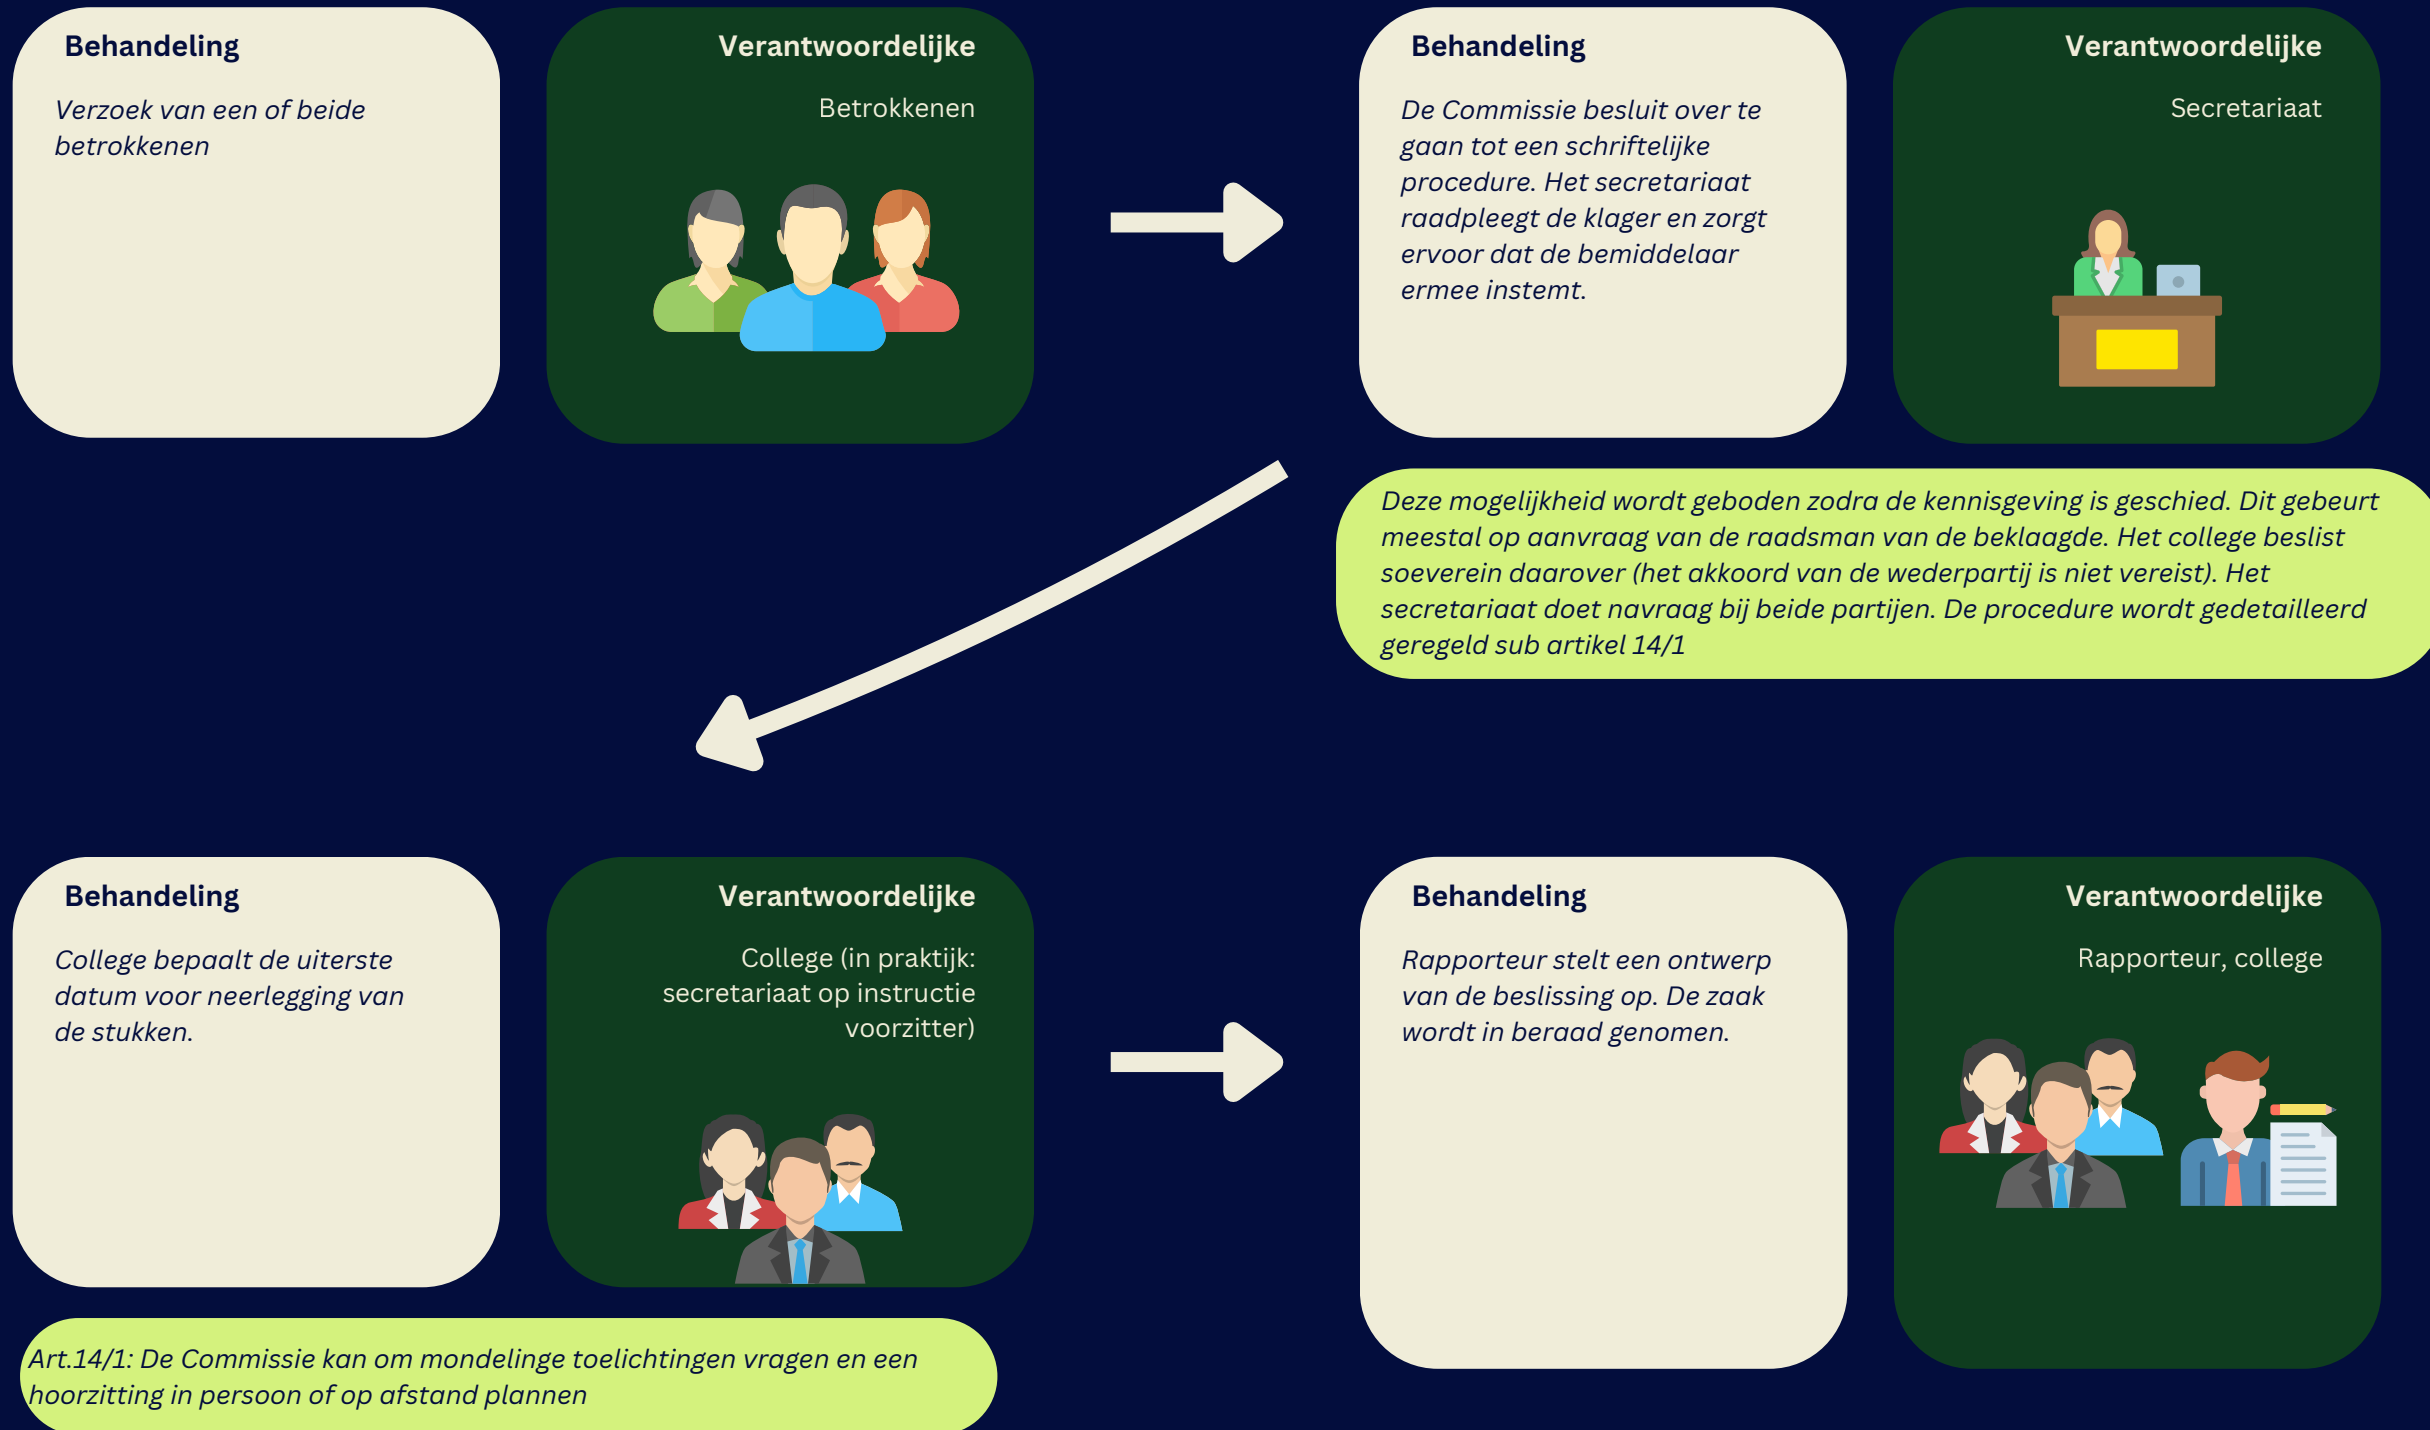 Behandeling
Verzoek van een of beide
betrokkenen
Verantwoordelijke
Betrokkenen
Behandeling
De Commissie besluit over te
gaan tot een schriftelijke
procedure. Het secretariaat
raadpleegt de klager en zorgt
ervoor dat de bemiddelaar
ermee instemt.
Verantwoordelijke
Secretariaat
Deze mogelijkheid wordt geboden zodra de kennisgeving is geschied. Dit gebeurt
meestal op aanvraag van de raadsman van de beklaagde. Het college beslist
soeverein daarover (het akkoord van de wederpartij is niet vereist). Het
secretariaat doet navraag bij beide partijen. De procedure wordt gedetailleerd
geregeld sub artikel 14/1
Behandeling
College bepaalt de uiterste
datum voor neerlegging van
de stukken.
Verantwoordelijke
College (in praktijk:
secretariaat op instructie
voorzitter)
Art.14/1: De Commissie kan om mondelinge toelichtingen vragen en een
hoorzitting in persoon of op afstand plannen
Behandeling
Rapporteur stelt een ontwerp
van de beslissing op. De zaak
wordt in beraad genomen.
Verantwoordelijke
Rapporteur, college